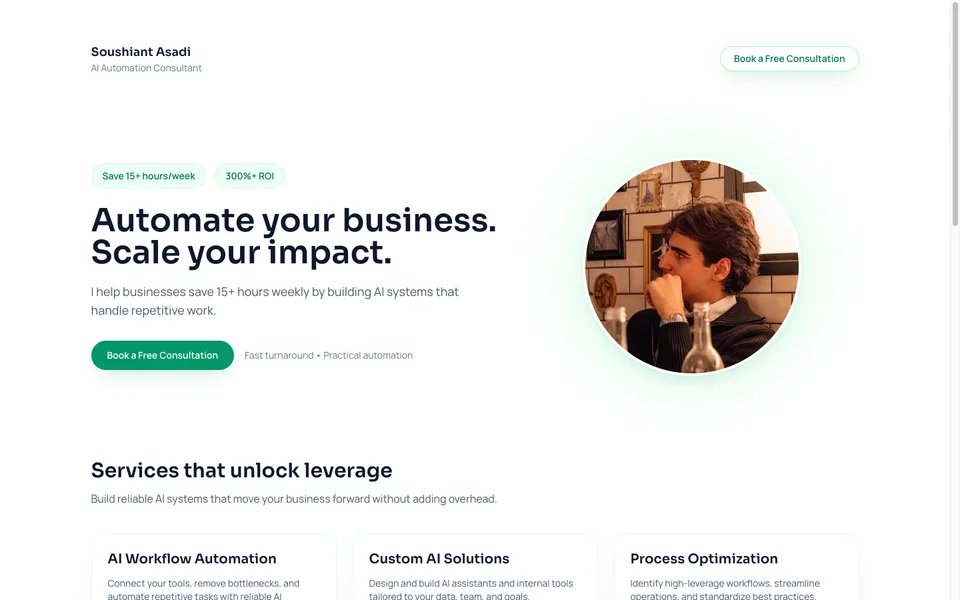 Soushiant Asadi
AI Automation Consultant
Book a Free Consultation
Save 15+ hours/week
300%+ ROI
Automate your business.
Scale your impact.
I help businesses save 15+ hours weekly by building AI systems that
handle repetitive work.
Book a Free Consultation
Fast turnaround • Practical automation
Services that unlock leverage
Build reliable AI systems that move your business forward without adding overhead.
AI Workflow Automation
Connect your tools, remove bottlenecks, and
automate repetitive tasks with reliable AI
Custom AI Solutions
Design and build AI assistants and internal tools
tailored to your data, team, and goals.
Process Optimization
Identify high-leverage workflows, streamline
operations, and standardize best practices.